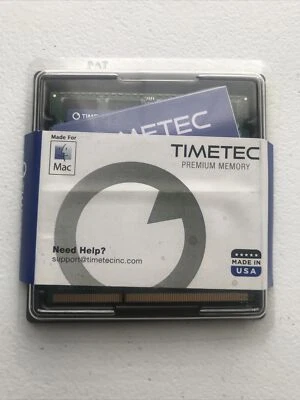 TIMETEC
Made For
Mac
TIMETEC
PREMIUM MEMORY
Need Help?
support@timetecinc.com
MADE IN
USA